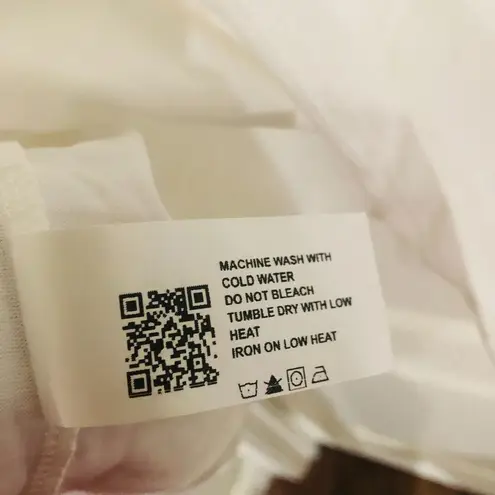 MACHINE WASH WITH
COLD WATER
DO NOT BLEACH
TUMBLE DRY WITH LOW
HEAT
IRON ON LOW HEAT